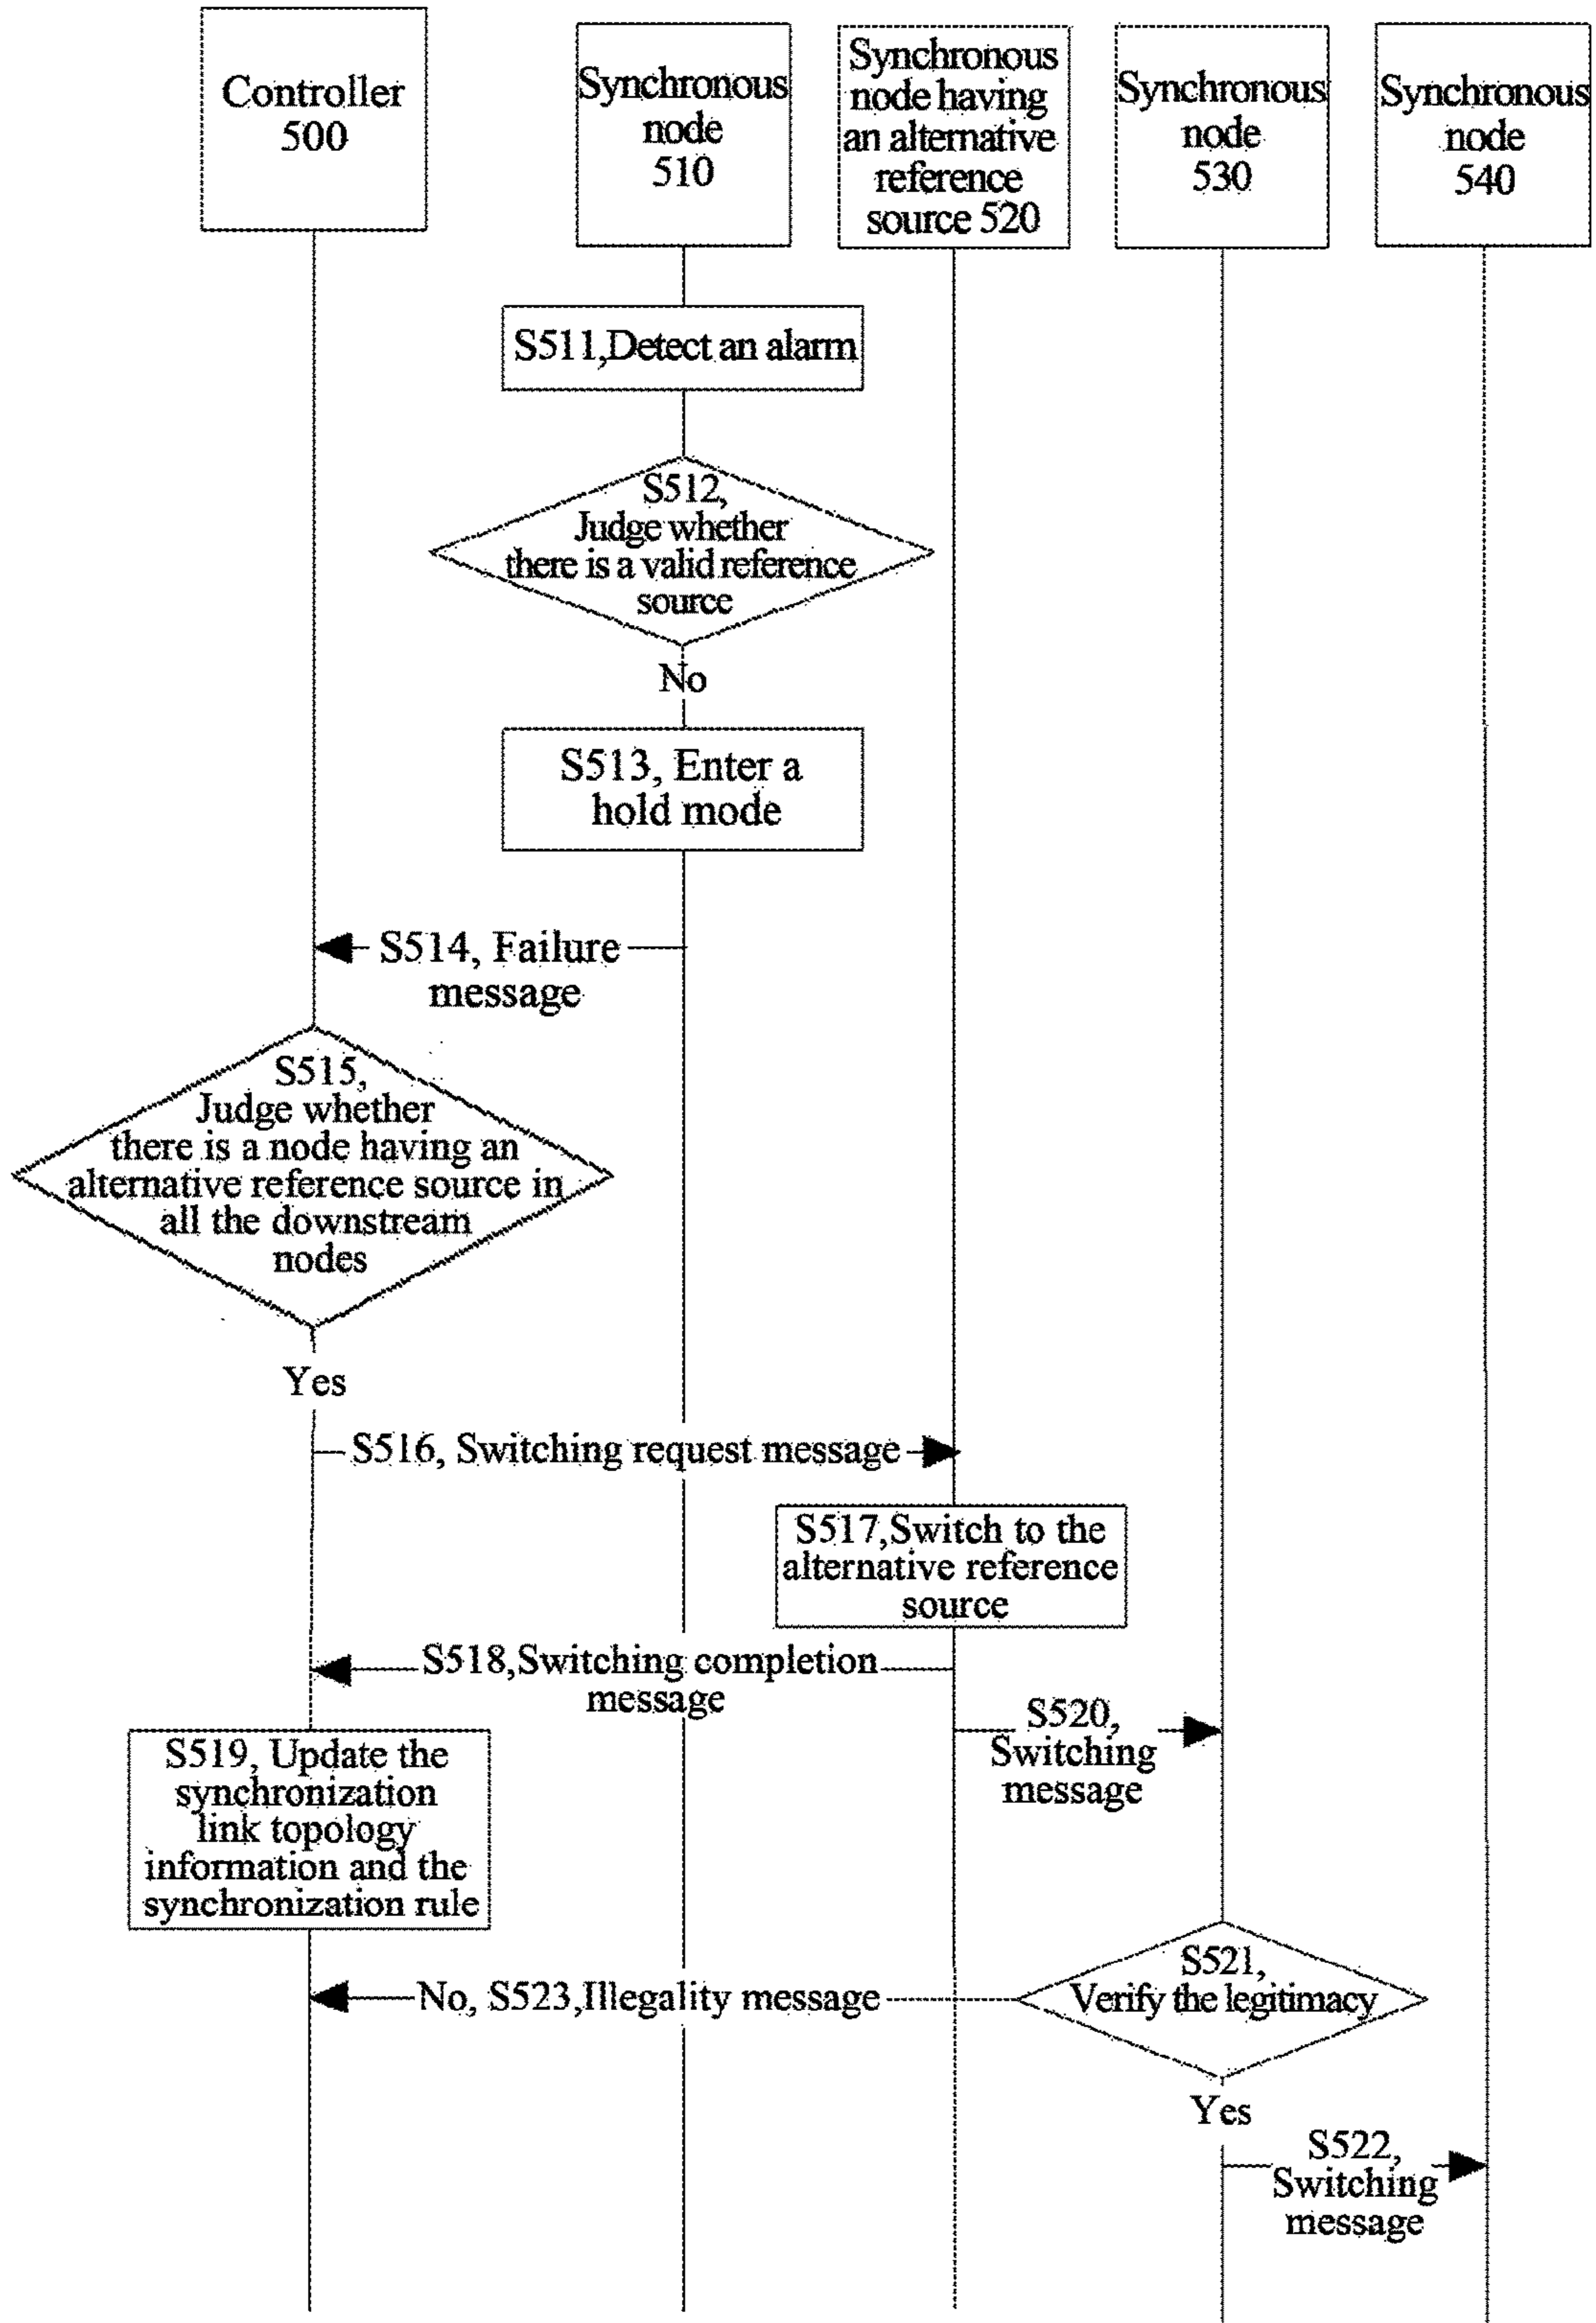 Controller
500
Synchronous
node
510
Synchronous
node having
an alternative
reference
source 520
Synchronous
node
530
Synchronous
node
540
S511,Detect an alarm
S512,
Judge whether
there is a valid reference
source
No
S513, Enter a
hold mode
S514, Failure
message
S515,
Judge whether
there is a node having an
alternative reference source in
all the downstream
nodes
Yes
S516, Switching request message
S517,Switch to the
alternative reference
source
S518,Switching completion
message
S520,
Switching
message
S519, Update the
synchronization
link topology
information and the
synchronization rule
S521,
Verify the legitimacy
No, S523,Illegality message
Yes
S522,
Switching
message